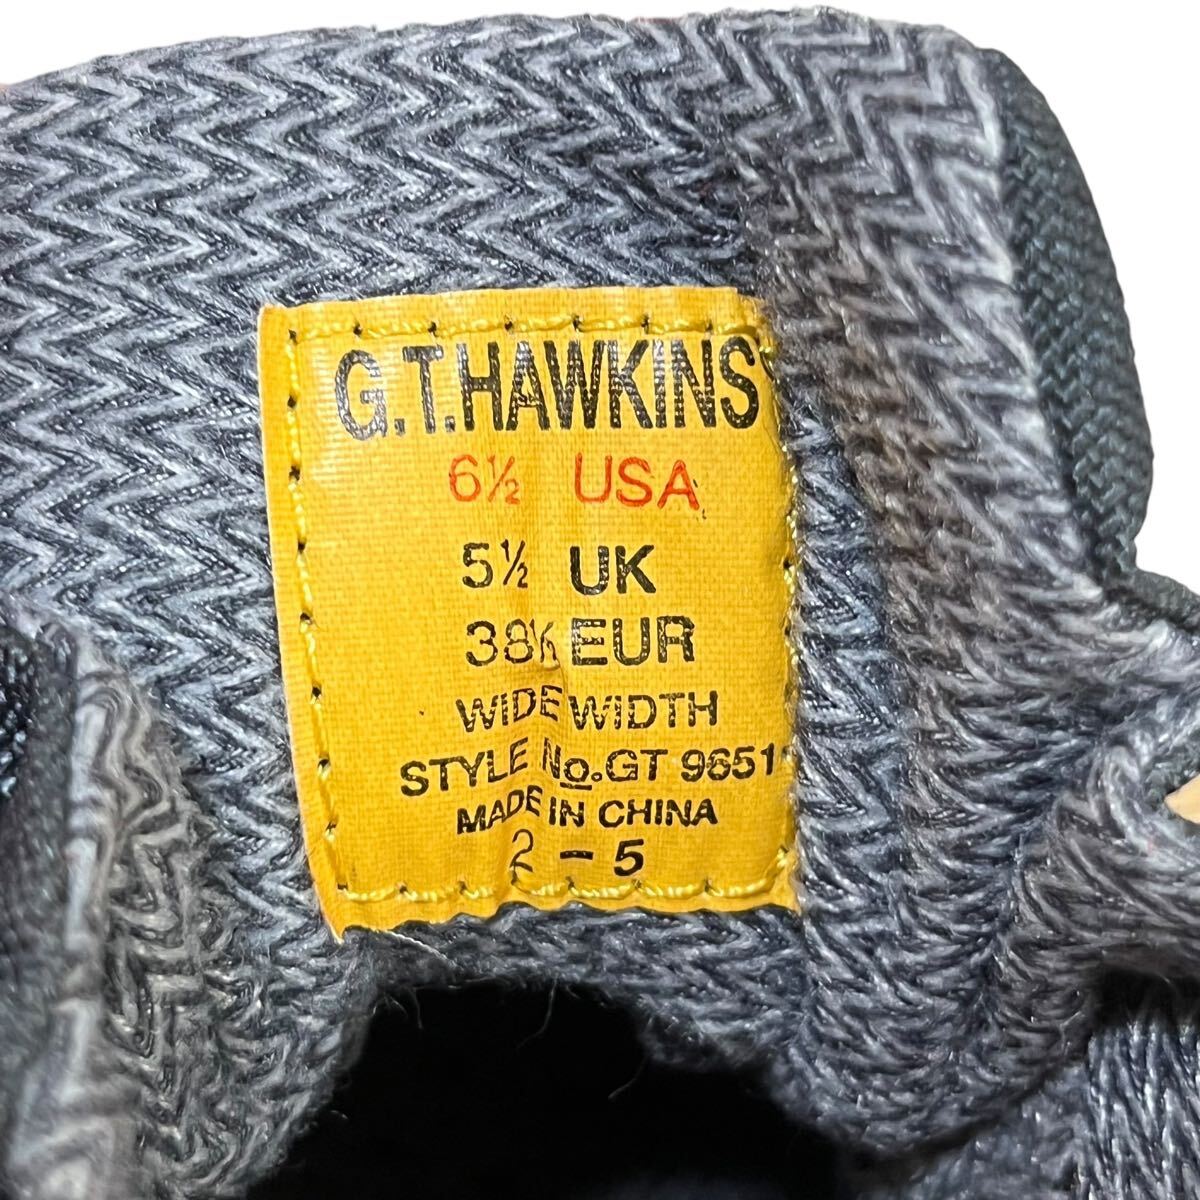 G.T.HAWKINS
6½ USA
5½ UK
38½ EUR
WIDE WIDTH
STYLE No.GT 9651
MADE IN CHINA
2-5